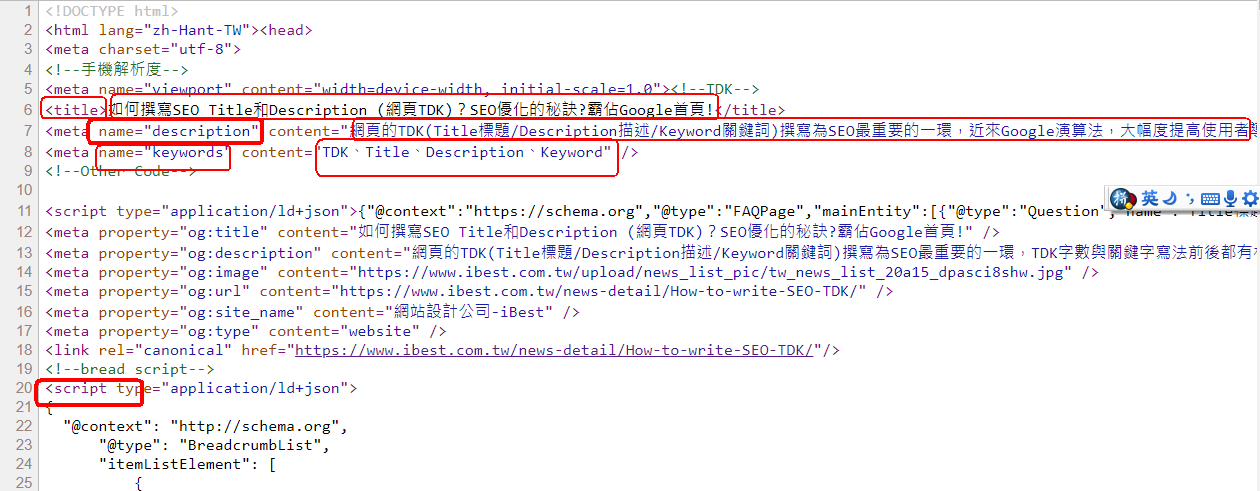 1 <!DOCTYPE html>
2 <html lang="zh-Hant-TW"><head>
3 <meta charset="utf-8">
4 <!--手機解析度-->
5 <meta name="viewport" content="width=device-width, initial-scale=1.0"><!--TDK-->
6 <title>如何撰寫SEO Title和Description (網頁TDK)？SEO優化的秘訣?霸佔Google首頁!</title>
7 <meta name="description" content="網頁的TDK(Title標題/Description描述/Keyword關鍵詞)撰寫為SEO最重要的一環，近來Google演算法，大幅度提高使用者
8 <meta name="keywords" content="TDK、Title、Description、Keyword" />
9 <!--Other Code-->
10
11 <script type="application/ld+json">{"@context":"https://schema.org","@type":"FAQPage","mainEntity":[{"@type":"Question","name":"Title標題
英
12 <meta property="og:title" content="如何撰寫SEO Title和Description (網頁TDK)？SEO優化的秘訣?霸佔Google首頁!" />
13 <meta property="og:description" content="網頁的TDK(Title標題/Description描述/Keyword關鍵詞)撰寫為SEO最重要的一環，TDK字數與關鍵字寫法前後都有
14 <meta property="og:image" content="https://www.ibest.com.tw/upload/news_list_pic/tw_news_list_20a15_dpasci8shw.jpg" />
15 <meta property="og:url" content="https://www.ibest.com.tw/news-detail/How-to-write-SEO-TDK/" />
16 <meta property="og:site_name" content="網站設計公司-iBest" />
17 <meta property="og:type" content="website" />
18 <link rel="canonical" href="https://www.ibest.com.tw/news-detail/How-to-write-SEO-TDK/"/>
19 <!--bread script-->
20 <script type="application/ld+json">
21 {
22 "@context": "http://schema.org",
23 "@type": "BreadcrumbList",
24 "itemListElement": [
25 {